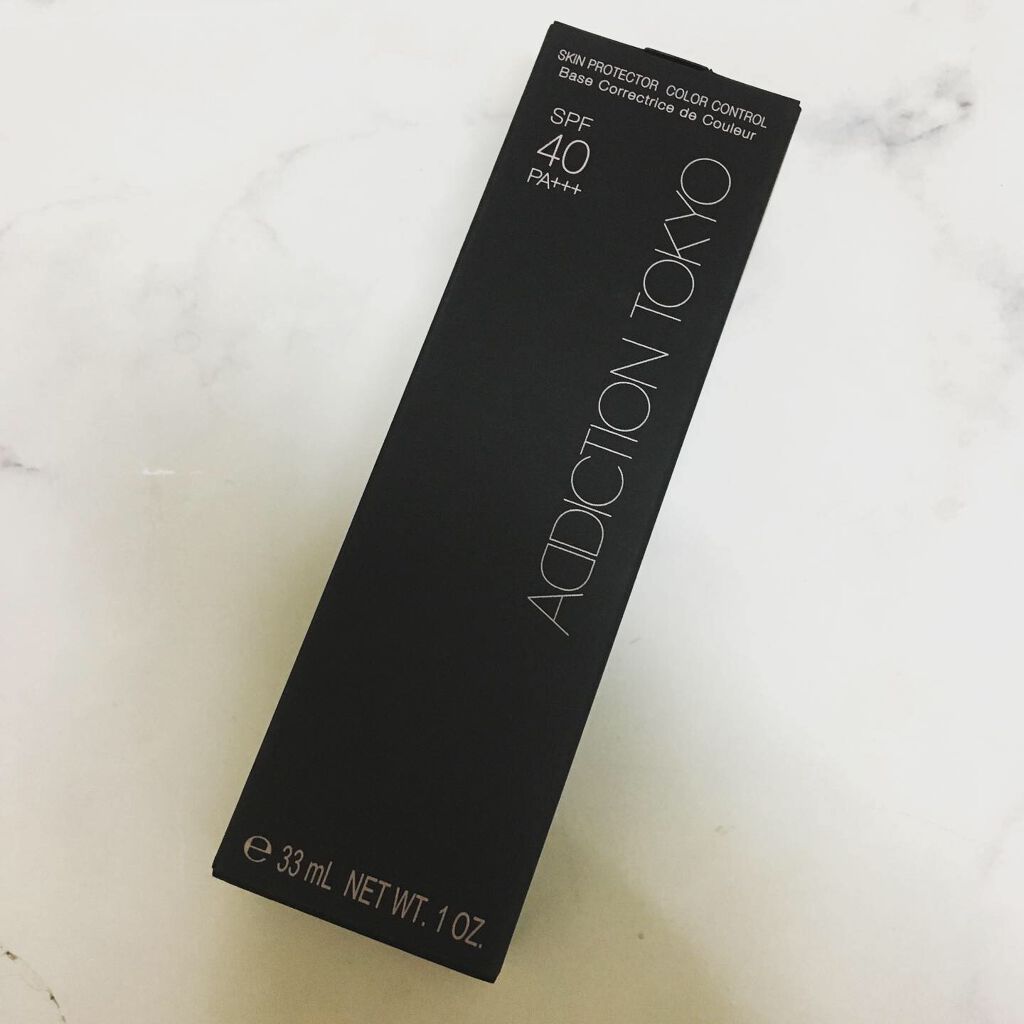 SKIN PROTECTOR COLOR CONTROL
Base Correctrice de Couleur
SPF
40
PA+++
ADDICTION TOKYO
℮ 33 mL NET WT. 1 OZ.